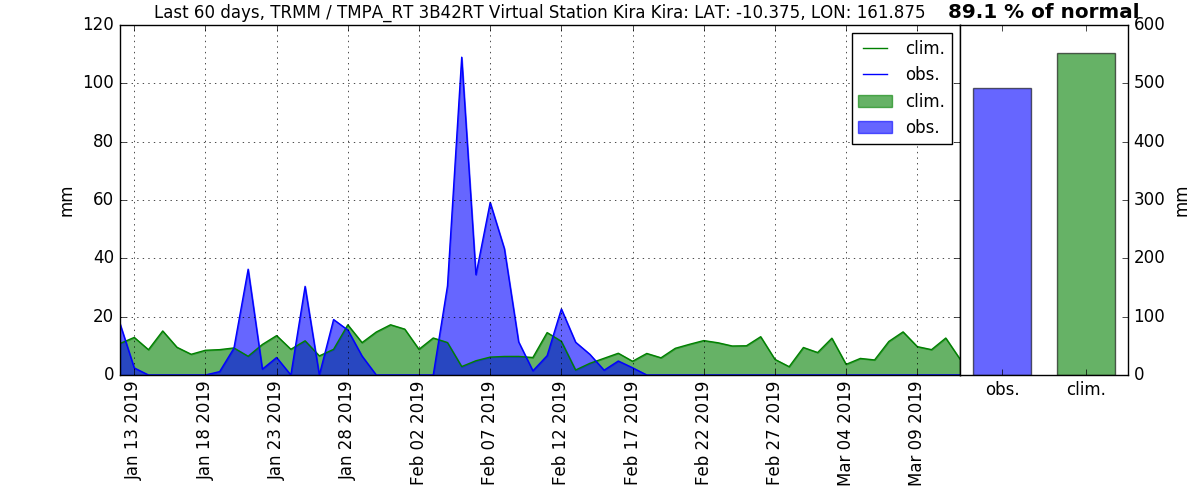 Last 60 days, TRMM / TMPA_RT 3B42RT Virtual Station Kira Kira: LAT: -10.375, LON: 161.875
89.1 % of normal
120
100
80
60
40
20
0
mm
clim.
obs.
clim.
obs.
600
500
400
300
200
100
0
mm
obs.
clim.
Jan 13 2019
Jan 18 2019
Jan 23 2019
Jan 28 2019
Feb 02 2019
Feb 07 2019
Feb 12 2019
Feb 17 2019
Feb 22 2019
Feb 27 2019
Mar 04 2019
Mar 09 2019